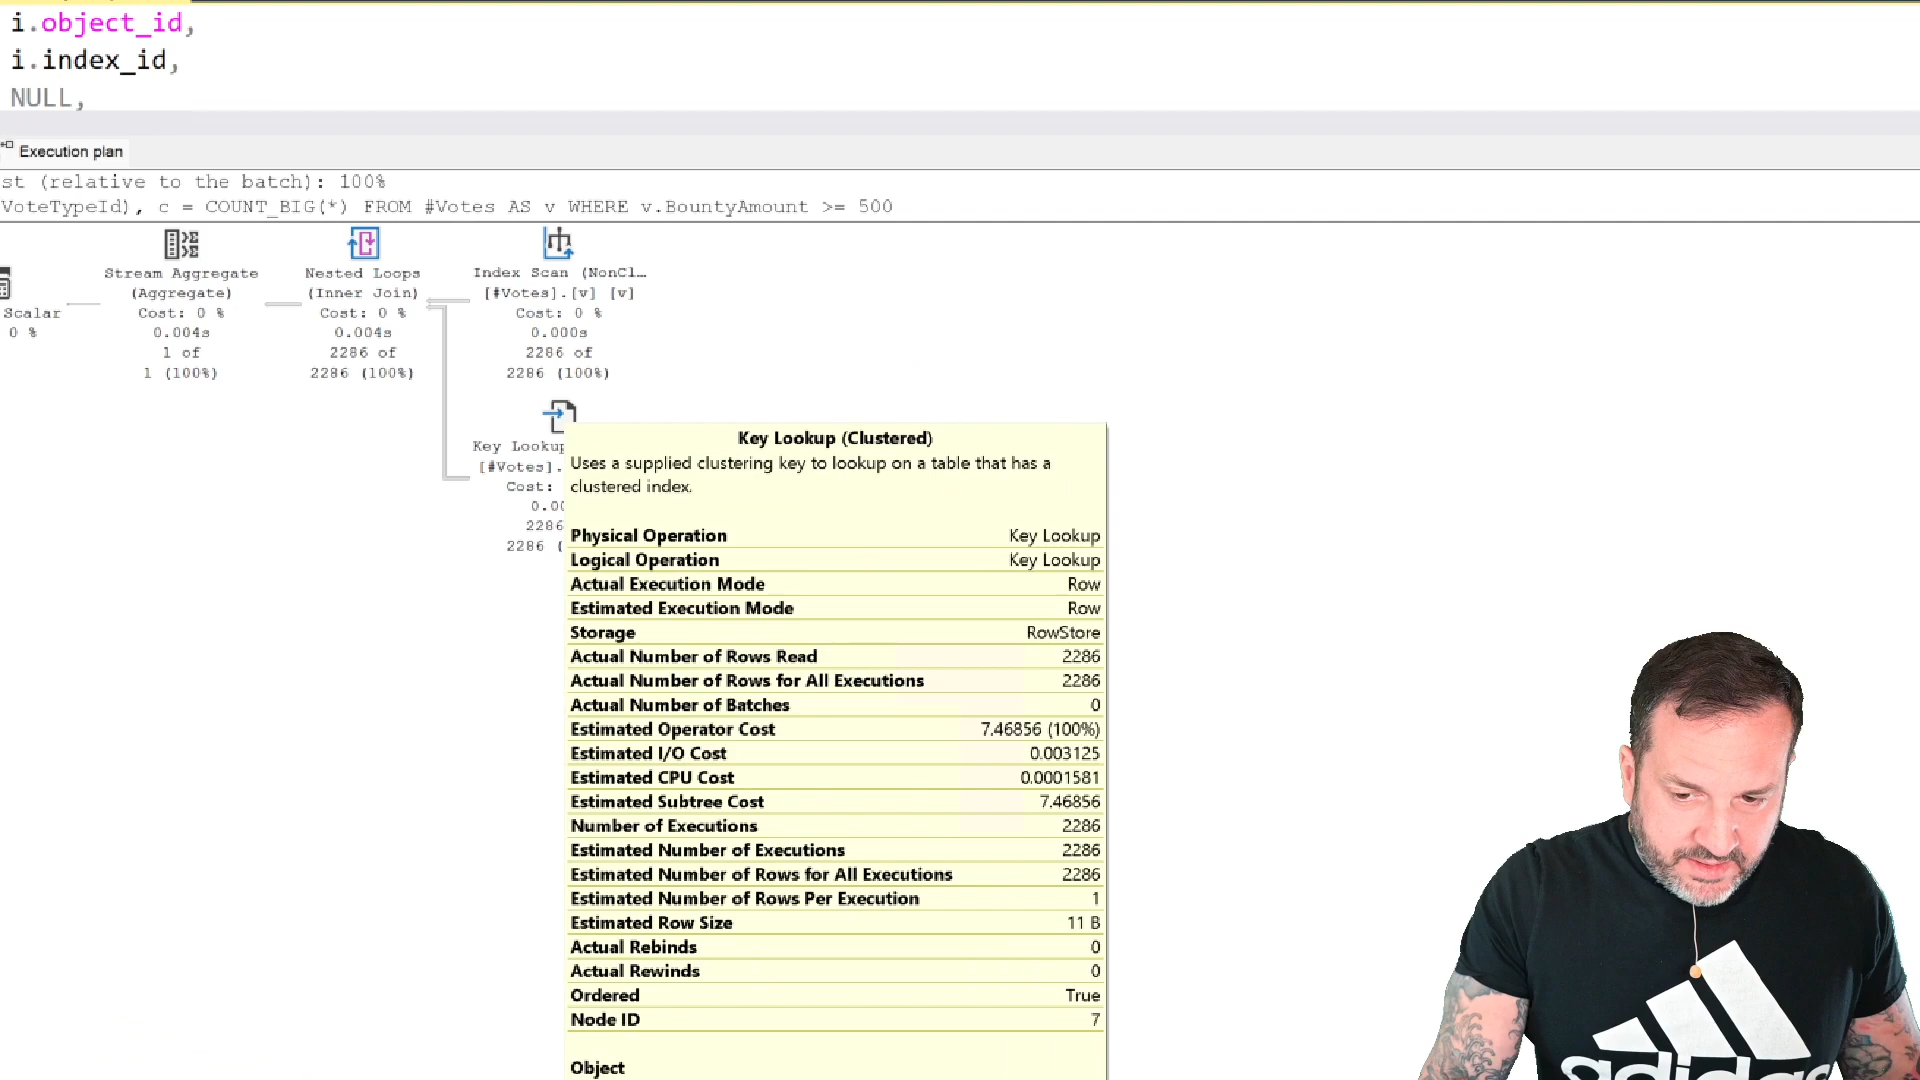 i.object_id,
i.index_id,
NULL,
Execution plan
st (relative to the batch): 100%
VoteTypeId), c = COUNT_BIG(*) FROM #Votes AS v WHERE v.BountyAmount >= 500
Scalar
0 %
Stream Aggregate
(Aggregate)
Cost: 0 %
0.004s
1 of
1 (100%)
Nested Loops
(Inner Join)
Cost: 0 %
0.004s
2286 of
2286 (100%)
Index Scan (NonCl…
[#Votes].[v] [v]
Cost: 0 %
0.000s
2286 of
2286 (100%)
Key Lookup
[#Votes].
Cost:
0.00
2286
2286 (
Key Lookup (Clustered)
Uses a supplied clustering key to lookup on a table that has a
clustered index.
Physical Operation Key Lookup
Logical Operation Key Lookup
Actual Execution Mode Row
Estimated Execution Mode Row
Storage RowStore
Actual Number of Rows Read 2286
Actual Number of Rows for All Executions 2286
Actual Number of Batches 0
Estimated Operator Cost 7.46856 (100%)
Estimated I/O Cost 0.003125
Estimated CPU Cost 0.0001581
Estimated Subtree Cost 7.46856
Number of Executions 2286
Estimated Number of Executions 2286
Estimated Number of Rows for All Executions 2286
Estimated Number of Rows Per Execution 1
Estimated Row Size 11 B
Actual Rebinds 0
Actual Rewinds 0
Ordered True
Node ID 7
Object
adidas